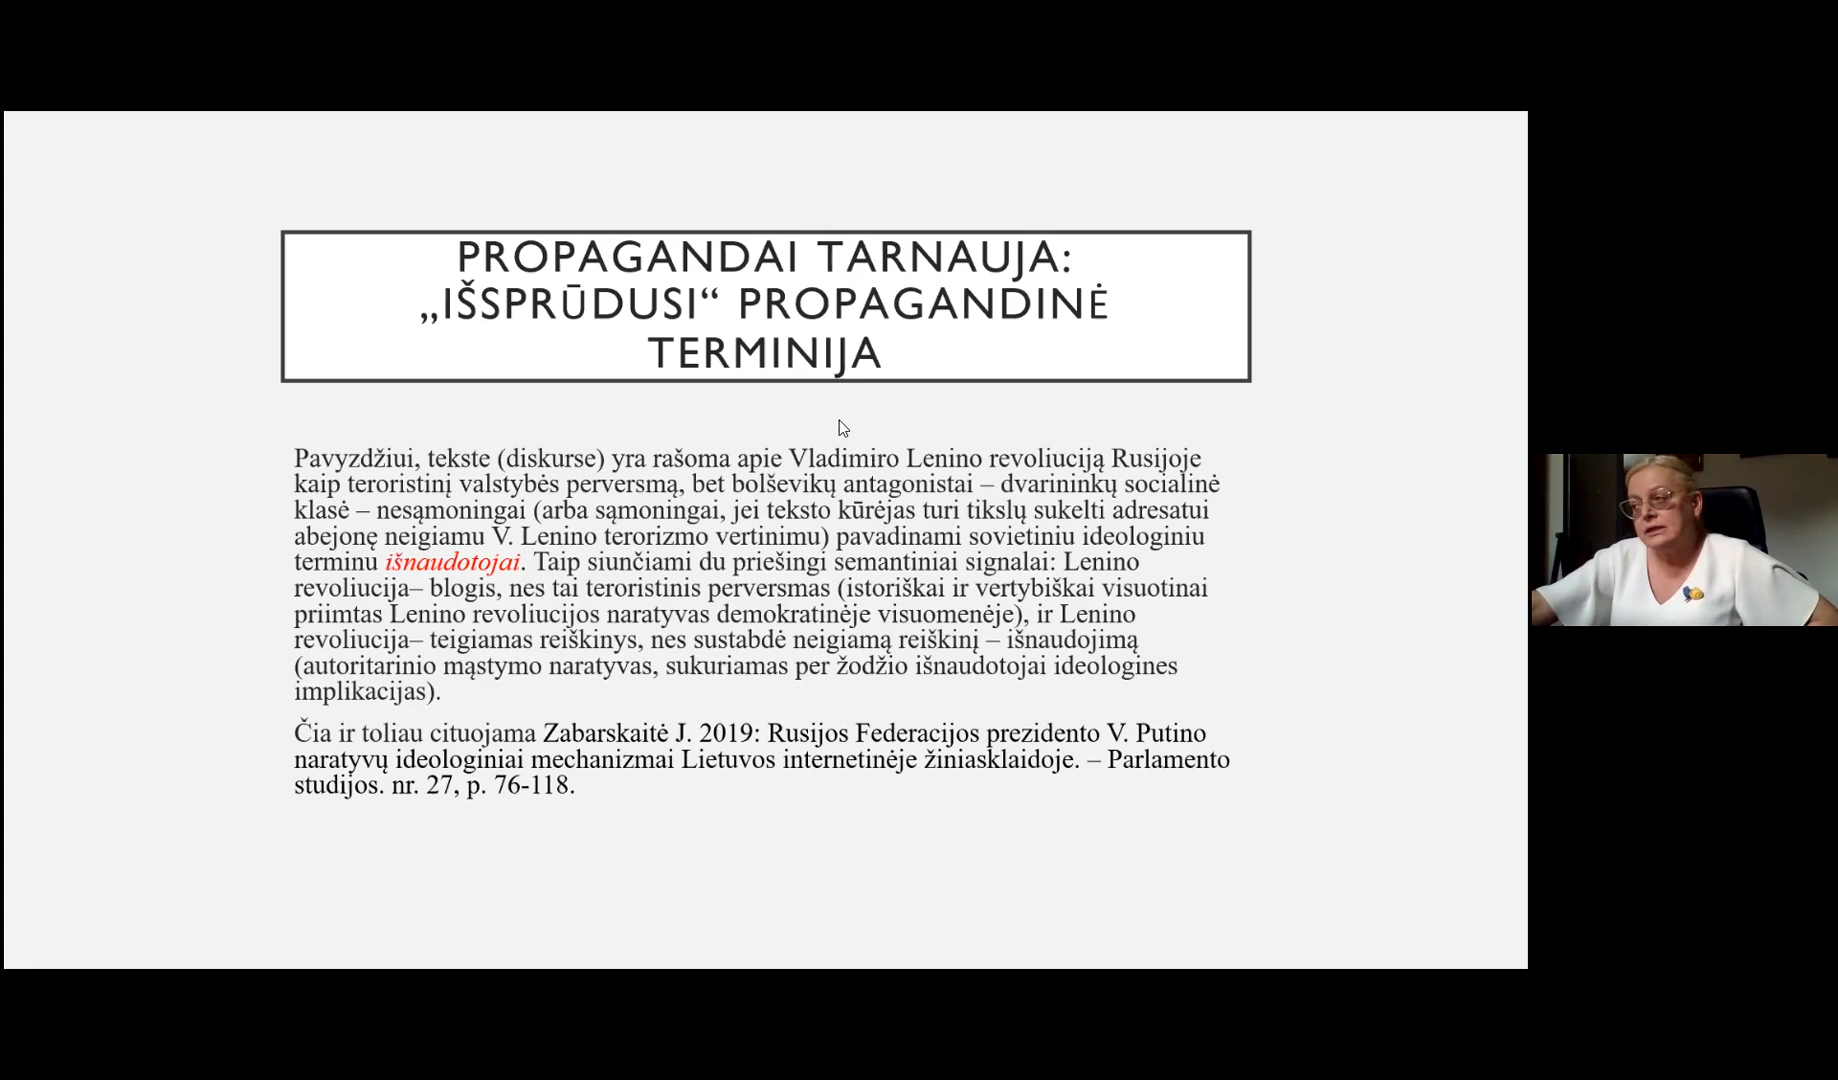 PROPAGANDAI TARNAUJA:
„IŠSPRŪDUSI“ PROPAGANDINĖ
TERMINIJA
Pavyzdžiui, tekste (diskurse) yra rašoma apie Vladimiro Lenino revoliuciją Rusijoje
kaip teroristinį valstybės perversmą, bet bolševikų antagonistai – dvarininkų socialinė
klasė – nesąmoningai (arba sąmoningai, jei teksto kūrėjas turi tikslų sukelti adresatui
abejonę neigiamu V. Lenino terorizmo vertinimu) pavadinami sovietiniu ideologiniu
terminu išnaudotojai. Taip siunčiami du priešingi semantiniai signalai: Lenino
revoliucija– blogis, nes tai teroristinis perversmas (istoriškai ir vertybiškai visuotinai
priimtas Lenino revoliucijos naratyvas demokratinėje visuomenėje), ir Lenino
revoliucija– teigiamas reiškinys, nes sustabdė neigiamą reiškinį – išnaudojimą
(autoritarinio mąstymo naratyvas, sukuriamas per žodžio išnaudotojai ideologines
implikacijas).
Čia ir toliau cituojama Zabarskaitė J. 2019: Rusijos Federacijos prezidento V. Putino
naratyvų ideologiniai mechanizmai Lietuvos internetinėje žiniasklaidoje. – Parlamento
studijos. nr. 27, p. 76-118.